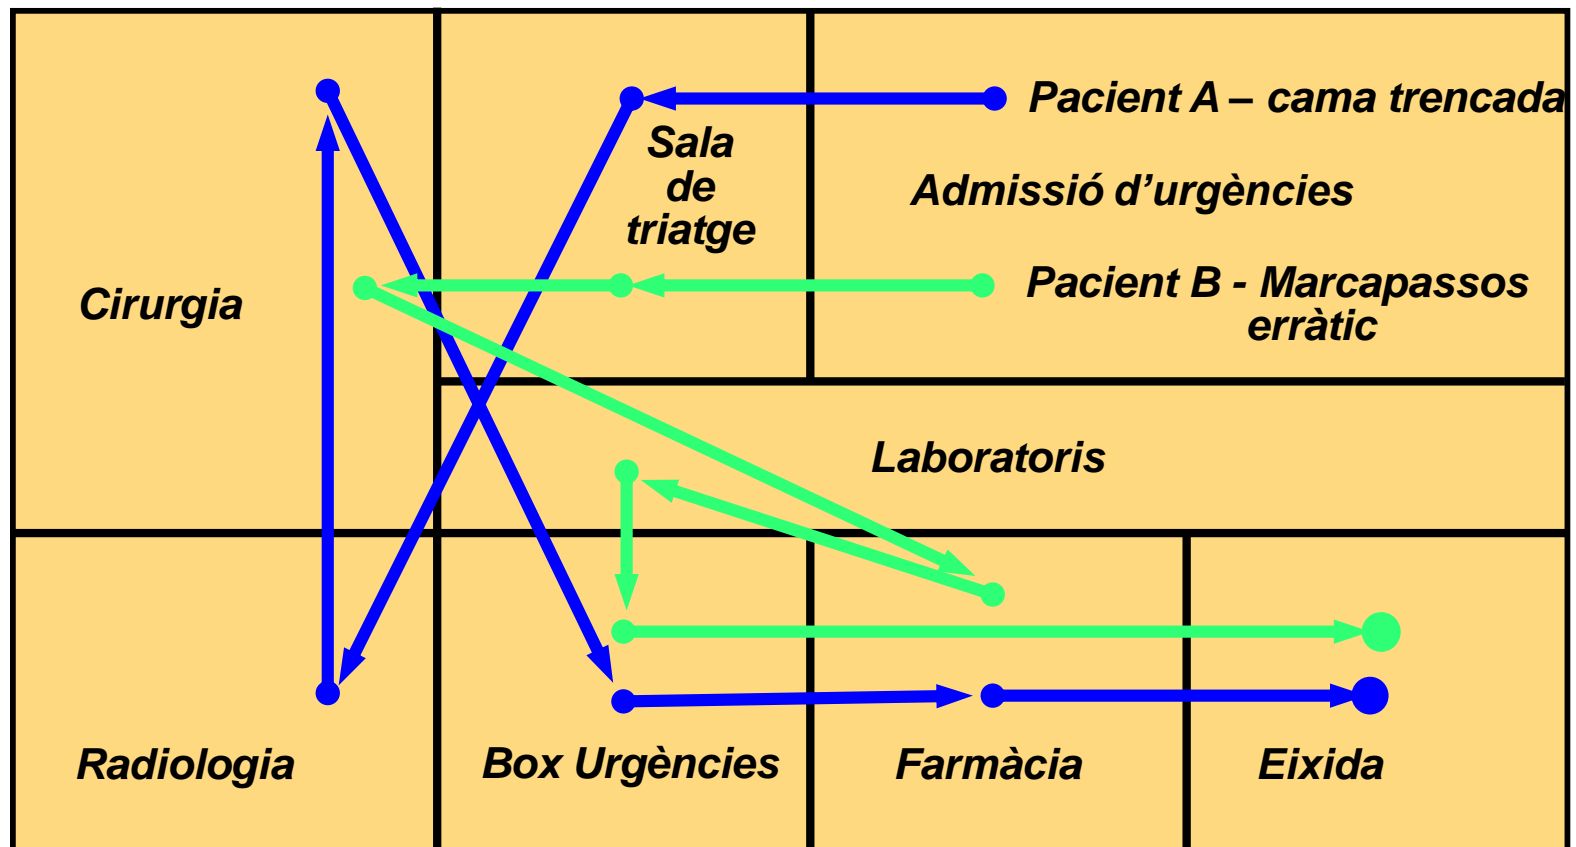 Pacient A – cama trencada
Sala
de
triatge
Admissió d’urgències
Cirurgia
Pacient B - Marcapassos
erràtic
Laboratoris
Radiologia
Box Urgències
Farmàcia
Eixida